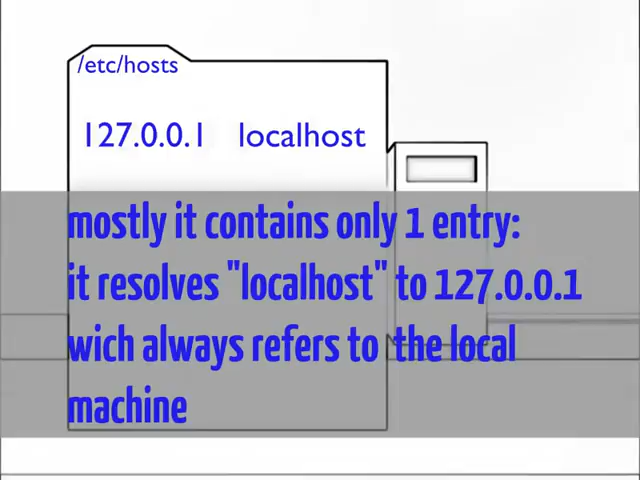 /etc/hosts
127.0.0.1 localhost
mostly it contains only 1 entry:
it resolves "localhost" to 127.0.0.1
wich always refers to the local
machine